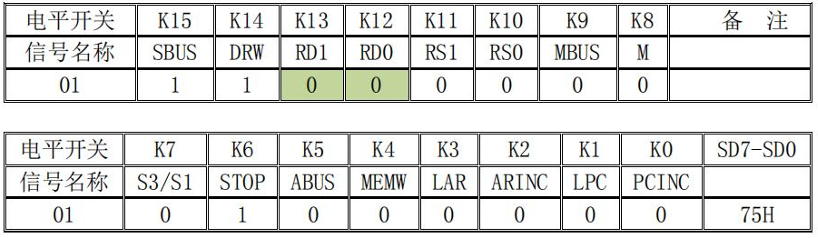 电平开关 K15 K14 K13 K12 K11 K10 K9 K8 备 注
信号名称 SBUS DRW RD1 RD0 RS1 RS0 MBUS M
01 1 1 0 0 0 0 0 0
电平开关 K7 K6 K5 K4 K3 K2 K1 K0 SD7-SD0
信号名称 S3/S1 STOP ABUS MEMW LAR ARINC LPC PCINC
01 0 1 0 0 0 0 0 0 75H